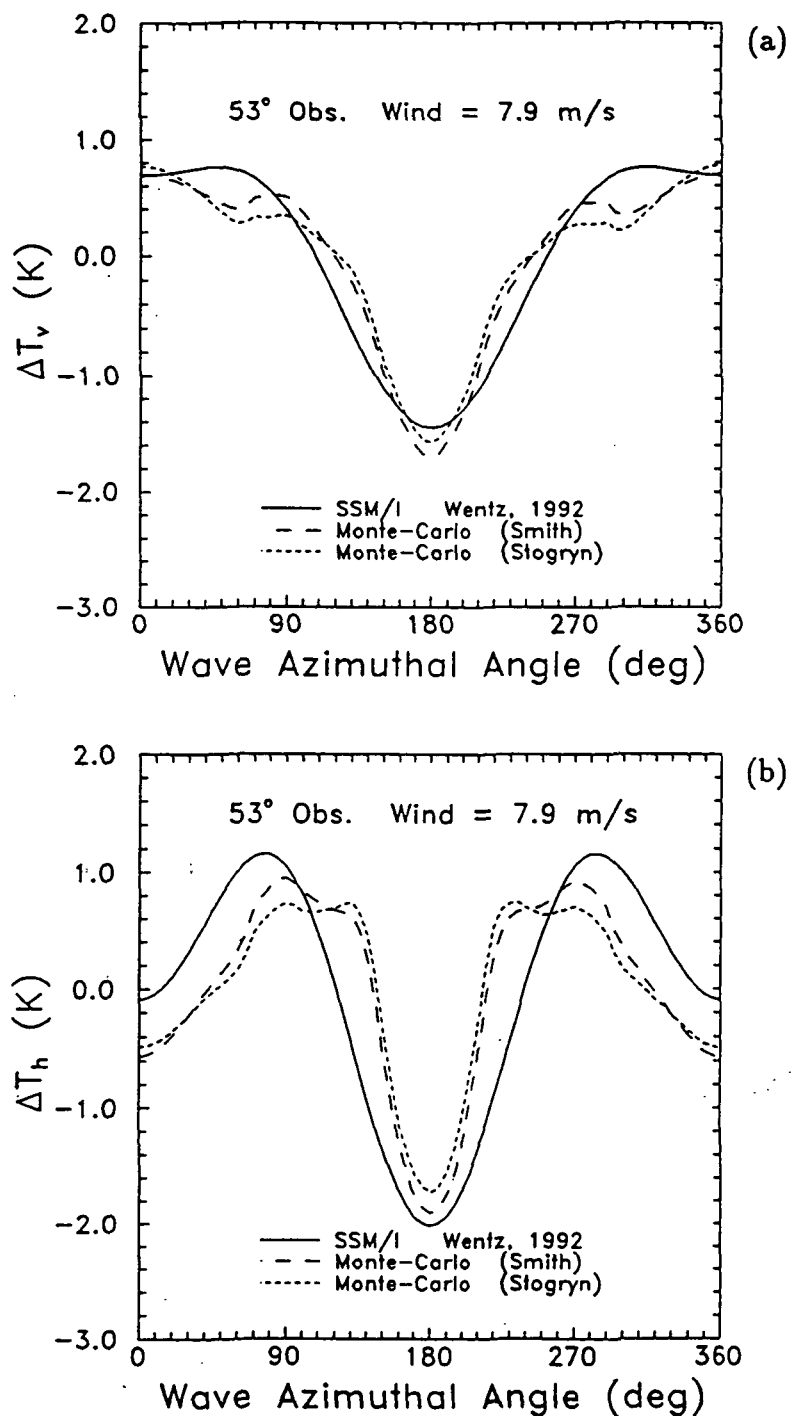 (a)
2.0
1.0
0.0
−1.0
−2.0
−3.0
ΔTv (K)
53° Obs. Wind = 7.9 m/s
SSM/I Wentz, 1992
Monte-Carlo (Smith)
Monte-Carlo (Stogryn)
0 90 180 270 360
Wave Azimuthal Angle (deg)
(b)
2.0
1.0
0.0
−1.0
−2.0
−3.0
ΔTh (K)
53° Obs. Wind = 7.9 m/s
SSM/I Wentz, 1992
Monte-Carlo (Smith)
Monte-Carlo (Stogryn)
0 90 180 270 360
Wave Azimuthal Angle (deg)